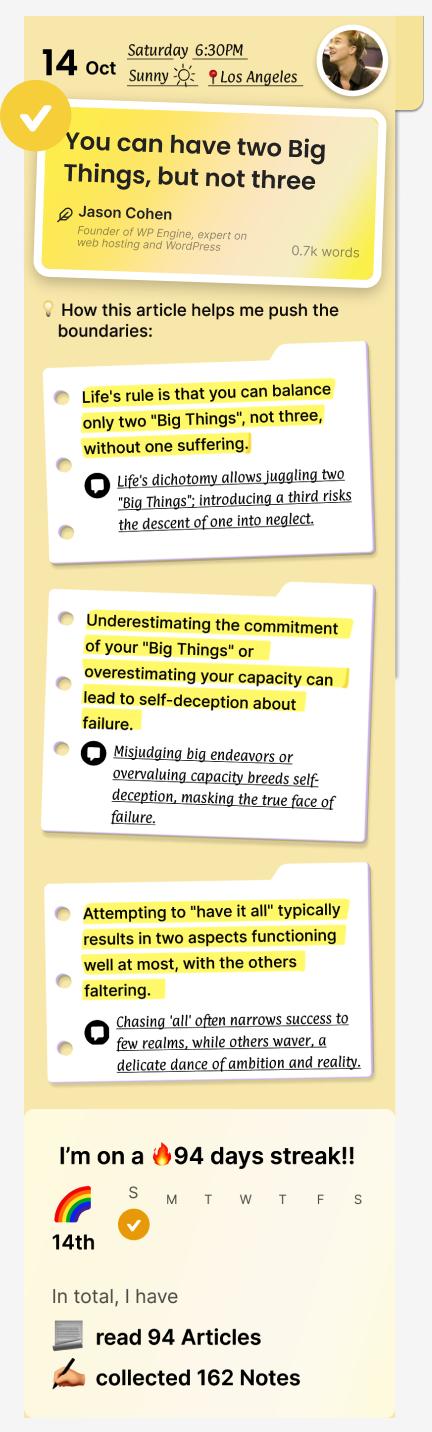 14 Oct
Saturday 6:30PM
Sunny Los Angeles
You can have two Big
Things, but not three
Jason Cohen
Founder of WP Engine, expert on
web hosting and WordPress
0.7k words
How this article helps me push the
boundaries:
Life's rule is that you can balance
only two "Big Things", not three,
without one suffering.
Life's dichotomy allows juggling two
"Big Things"; introducing a third risks
the descent of one into neglect.
Underestimating the commitment
of your "Big Things" or
overestimating your capacity can
lead to self-deception about
failure.
Misjudging big endeavors or
overvaluing capacity breeds self-
deception, masking the true face of
failure.
Attempting to "have it all" typically
results in two aspects functioning
well at most, with the others
faltering.
Chasing 'all' often narrows success to
few realms, while others waver, a
delicate dance of ambition and reality.
I'm on a 🔥94 days streak!!
S M T W T F S
14th
In total, I have
read 94 Articles
collected 162 Notes